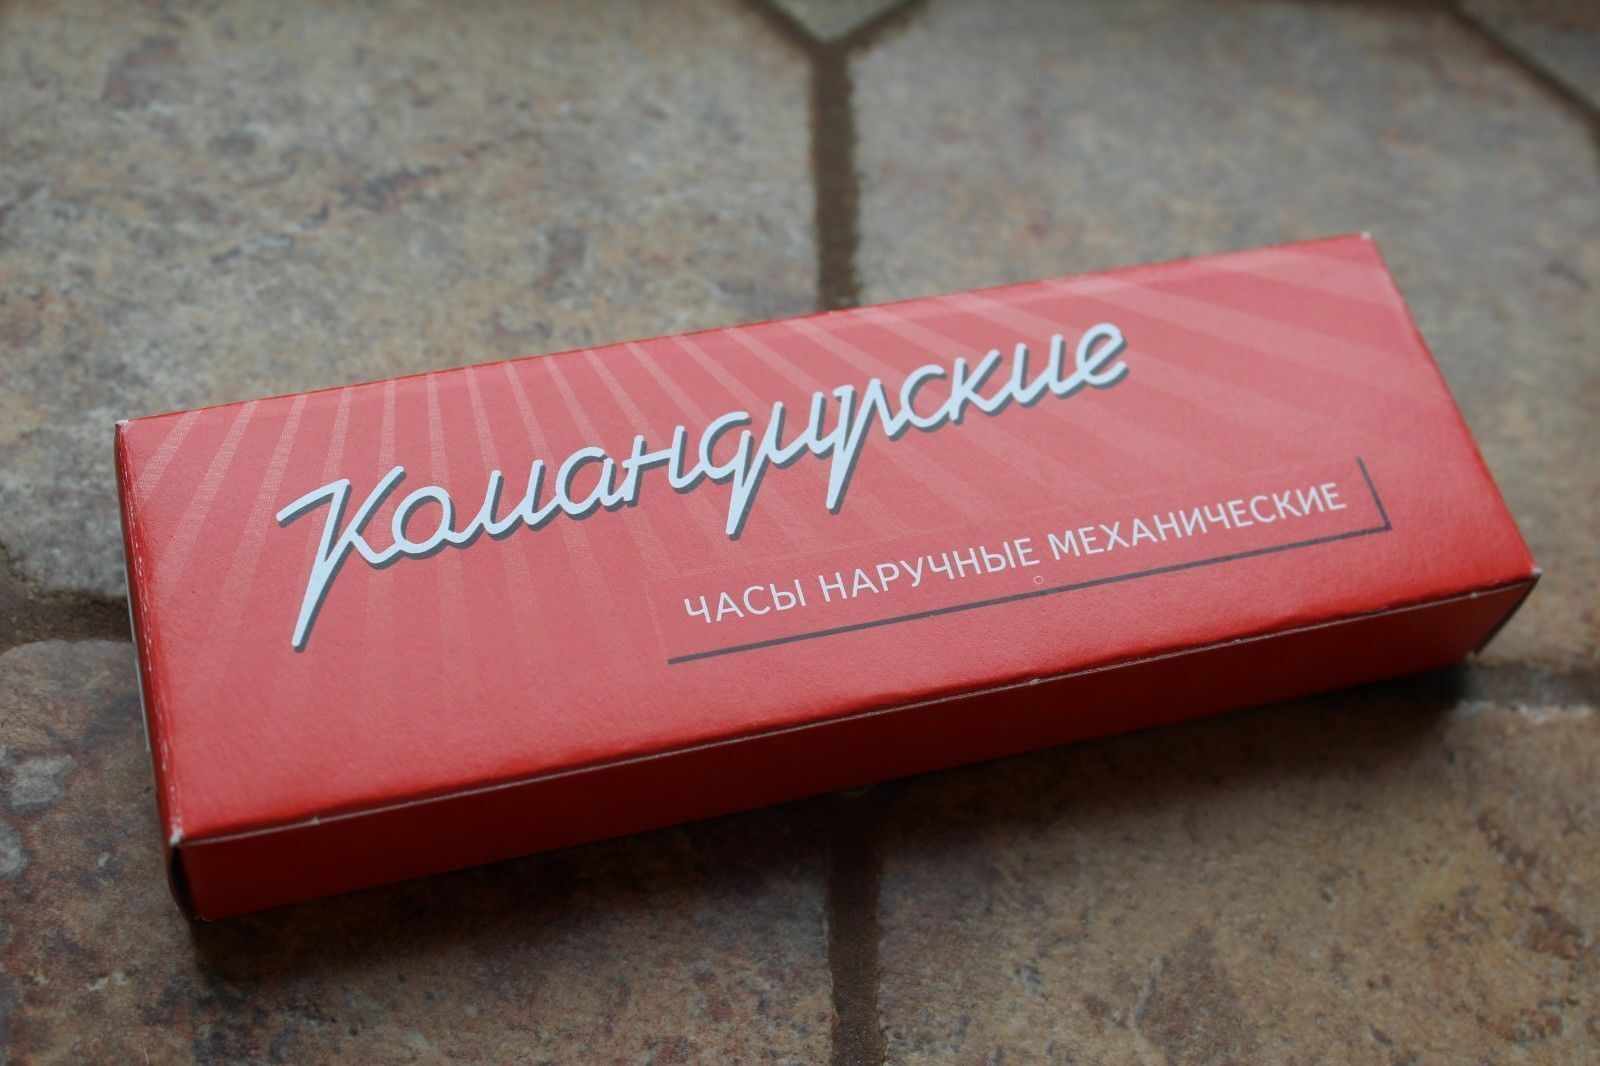 Командирские
ЧАСЫ НАРУЧНЫЕ МЕХАНИЧЕСКИЕ